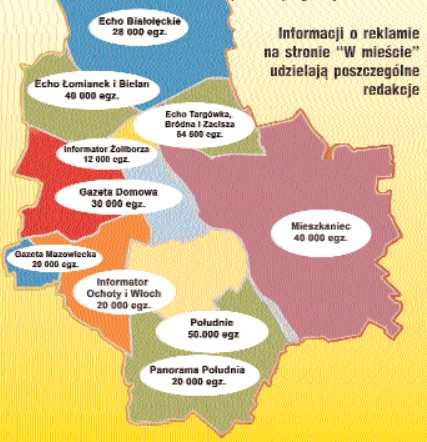 Echo Białołęckie
28 000 egz.
Informacji o reklamie
na stronie "W mieście"
udzielają poszczególne
redakcje
Echo Łomianek i Bielan
40 000 egz.
Echo Targówka,
Bródna i Zacisza
54 500 egz.
Informator Żoliborza
12 000 egz.
Gazeta Domowa
30 000 egz.
Mieszkaniec
40 000 egz.
Gazeta Mazowiecka
20 000 egz.
Informator
Ochoty i Włoch
20 000 egz.
Południe
50.000 egz
Panorama Południa
20 000 egz.